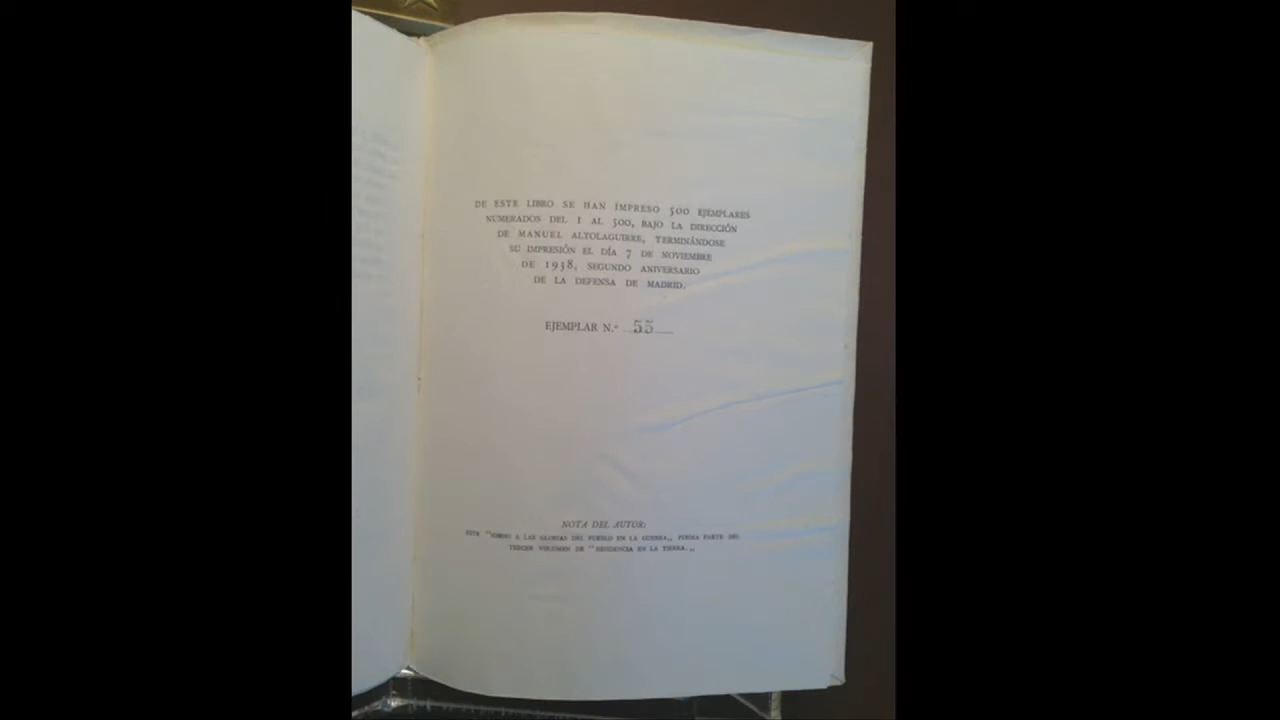 DE ESTE LIBRO SE HAN IMPRESO 500 EJEMPLARES
NUMERADOS DEL 1 AL 500, BAJO LA DIRECCIÓN
DE MANUEL ALTOLAGUIRRE, TERMINÁNDOSE
SU IMPRESIÓN EL DÍA 7 DE NOVIEMBRE
DE 1938, SEGUNDO ANIVERSARIO
DE LA DEFENSA DE MADRID.
EJEMPLAR N.º 55
NOTA DEL AUTOR:
ESTE "HIMNO A LAS GLORIAS DEL PUEBLO EN LA GUERRA,, FORMA PARTE DEL
TERCER VOLUMEN DE "RESIDENCIA EN LA TIERRA.,,